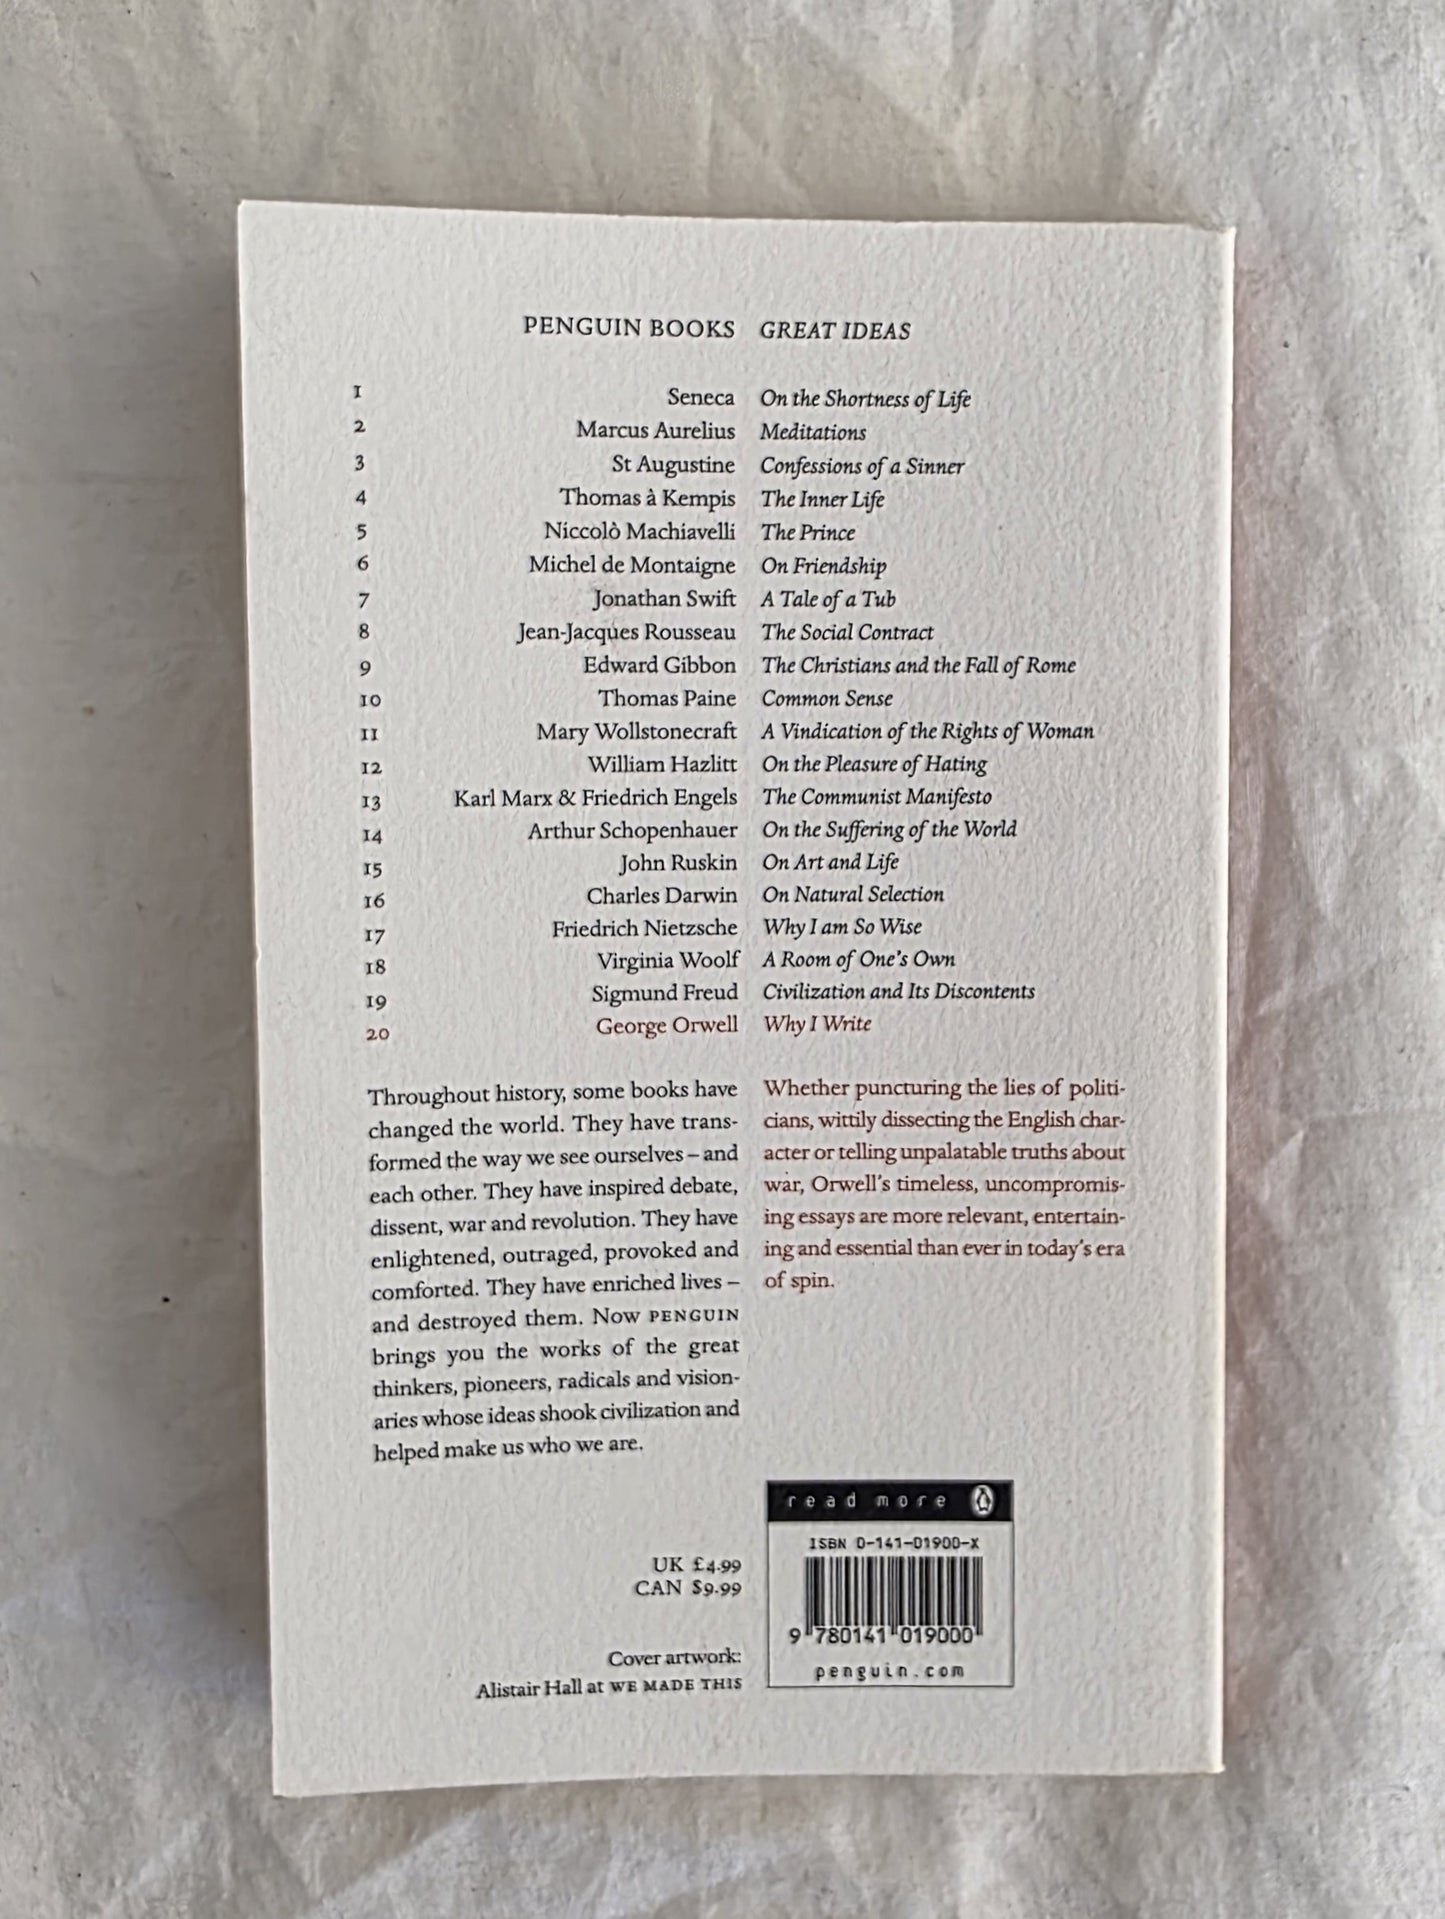 PENGUIN BOOKS GREAT IDEAS
1 Seneca On the Shortness of Life
2 Marcus Aurelius Meditations
3 St Augustine Confessions of a Sinner
4 Thomas à Kempis The Inner Life
5 Niccolò Machiavelli The Prince
6 Michel de Montaigne On Friendship
7 Jonathan Swift A Tale of a Tub
8 Jean-Jacques Rousseau The Social Contract
9 Edward Gibbon The Christians and the Fall of Rome
10 Thomas Paine Common Sense
11 Mary Wollstonecraft A Vindication of the Rights of Woman
12 William Hazlitt On the Pleasure of Hating
13 Karl Marx & Friedrich Engels The Communist Manifesto
14 Arthur Schopenhauer On the Suffering of the World
15 John Ruskin On Art and Life
16 Charles Darwin On Natural Selection
17 Friedrich Nietzsche Why I am So Wise
18 Virginia Woolf A Room of One's Own
19 Sigmund Freud Civilization and Its Discontents
20 George Orwell Why I Write
Throughout history, some books have
changed the world. They have trans-
formed the way we see ourselves – and
each other. They have inspired debate,
dissent, war and revolution. They have
enlightened, outraged, provoked and
comforted. They have enriched lives –
and destroyed them. Now PENGUIN
brings you the works of the great
thinkers, pioneers, radicals and vision-
aries whose ideas shook civilization and
helped make us who we are.
Whether puncturing the lies of politi-
cians, wittily dissecting the English char-
acter or telling unpalatable truths about
war, Orwell's timeless, uncompromis-
ing essays are more relevant, entertain-
ing and essential than ever in today's era
of spin.
UK £4.99
CAN $9.99
Cover artwork:
Alistair Hall at WE MADE THIS
read more
ISBN 0-141-01900-X
9 780141 019000
penguin.com